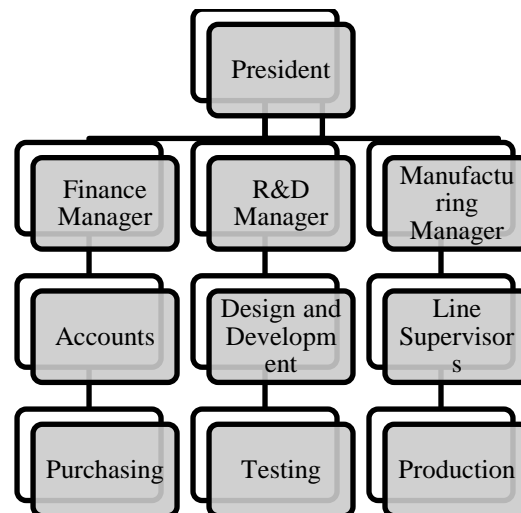 President
Finance
Manager
R&D
Manager
Manufactu
ring
Manager
Accounts
Design and
Developm
ent
Line
Supervisor
s
Purchasing
Testing
Production